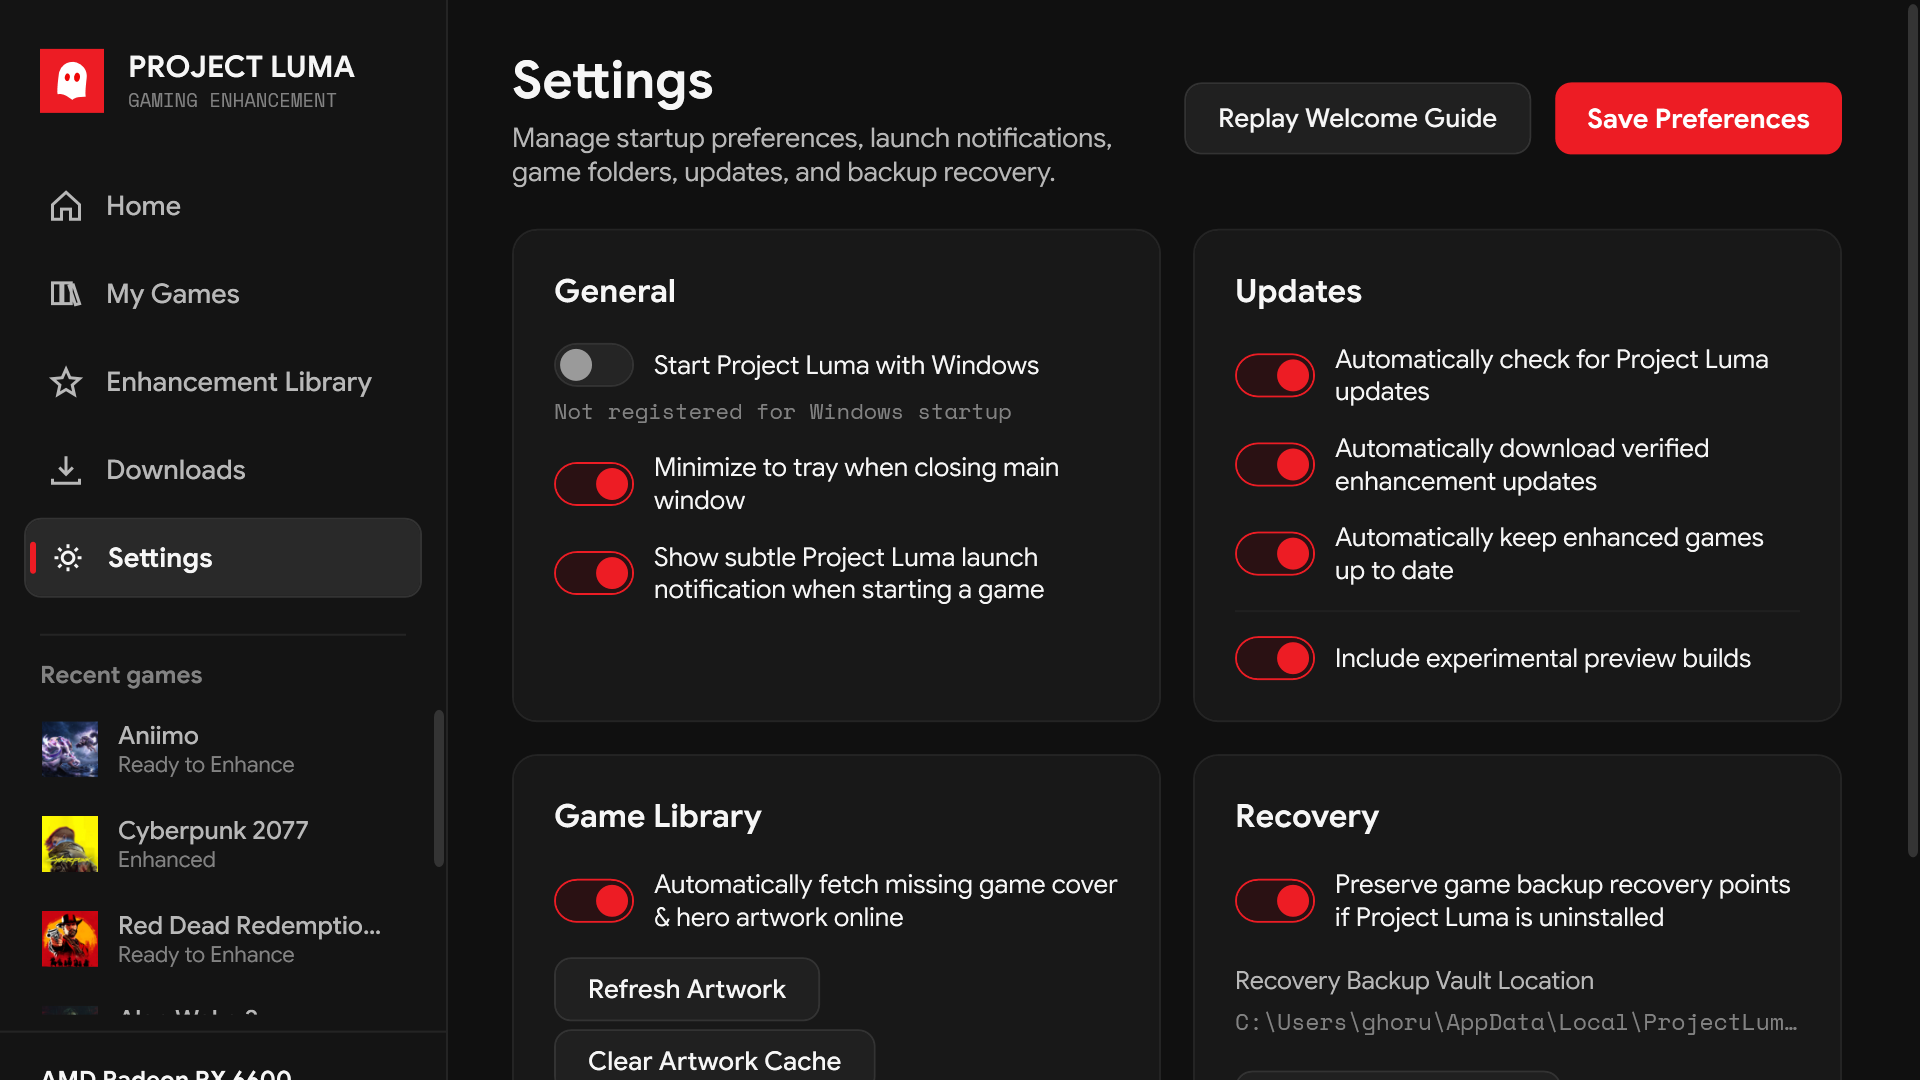 PROJECT LUMA
GAMING ENHANCEMENT
Home
My Games
Enhancement Library
Downloads
Settings
Recent games
Aniimo
Ready to Enhance
Cyberpunk 2077
Enhanced
Red Dead Redemptio...
Ready to Enhance
AMD Radeon RX 6600
Settings
Manage startup preferences, launch notifications,
game folders, updates, and backup recovery.
Replay Welcome Guide
Save Preferences
General
Start Project Luma with Windows
Not registered for Windows startup
Minimize to tray when closing main
window
Show subtle Project Luma launch
notification when starting a game
Updates
Automatically check for Project Luma
updates
Automatically download verified
enhancement updates
Automatically keep enhanced games
up to date
Include experimental preview builds
Game Library
Automatically fetch missing game cover
& hero artwork online
Refresh Artwork
Clear Artwork Cache
Recovery
Preserve game backup recovery points
if Project Luma is uninstalled
Recovery Backup Vault Location
C:\Users\ghoru\AppData\Local\ProjectLum…